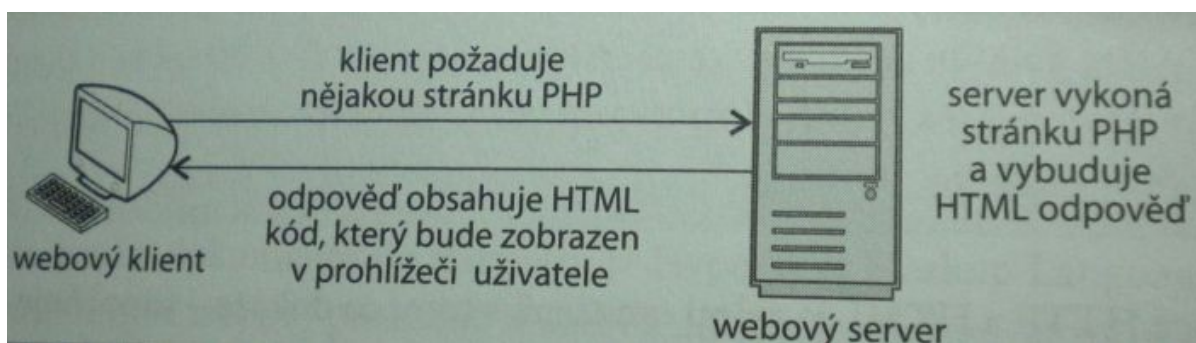 klient požaduje
nějakou stránku PHP
server vykoná
stránku PHP
a vybuduje
HTML odpověď
odpověď obsahuje HTML
kód, který bude zobrazen
v prohlížeči uživatele
webový klient
webový server